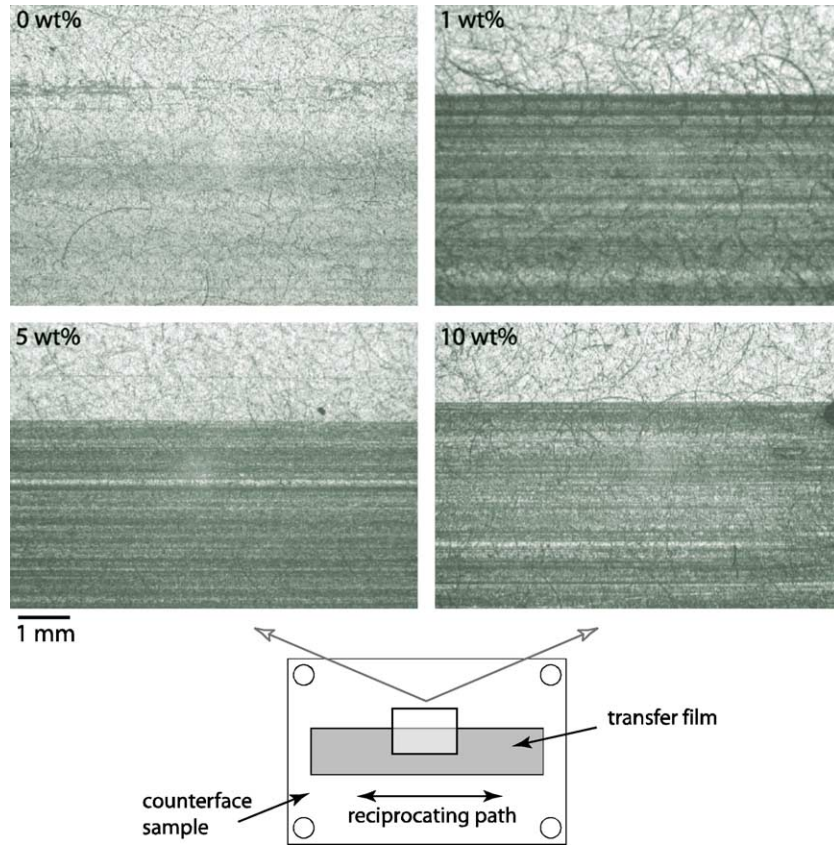 0 wt%
1 wt%
5 wt%
10 wt%
1 mm
transfer film
counterface
sample
reciprocating path